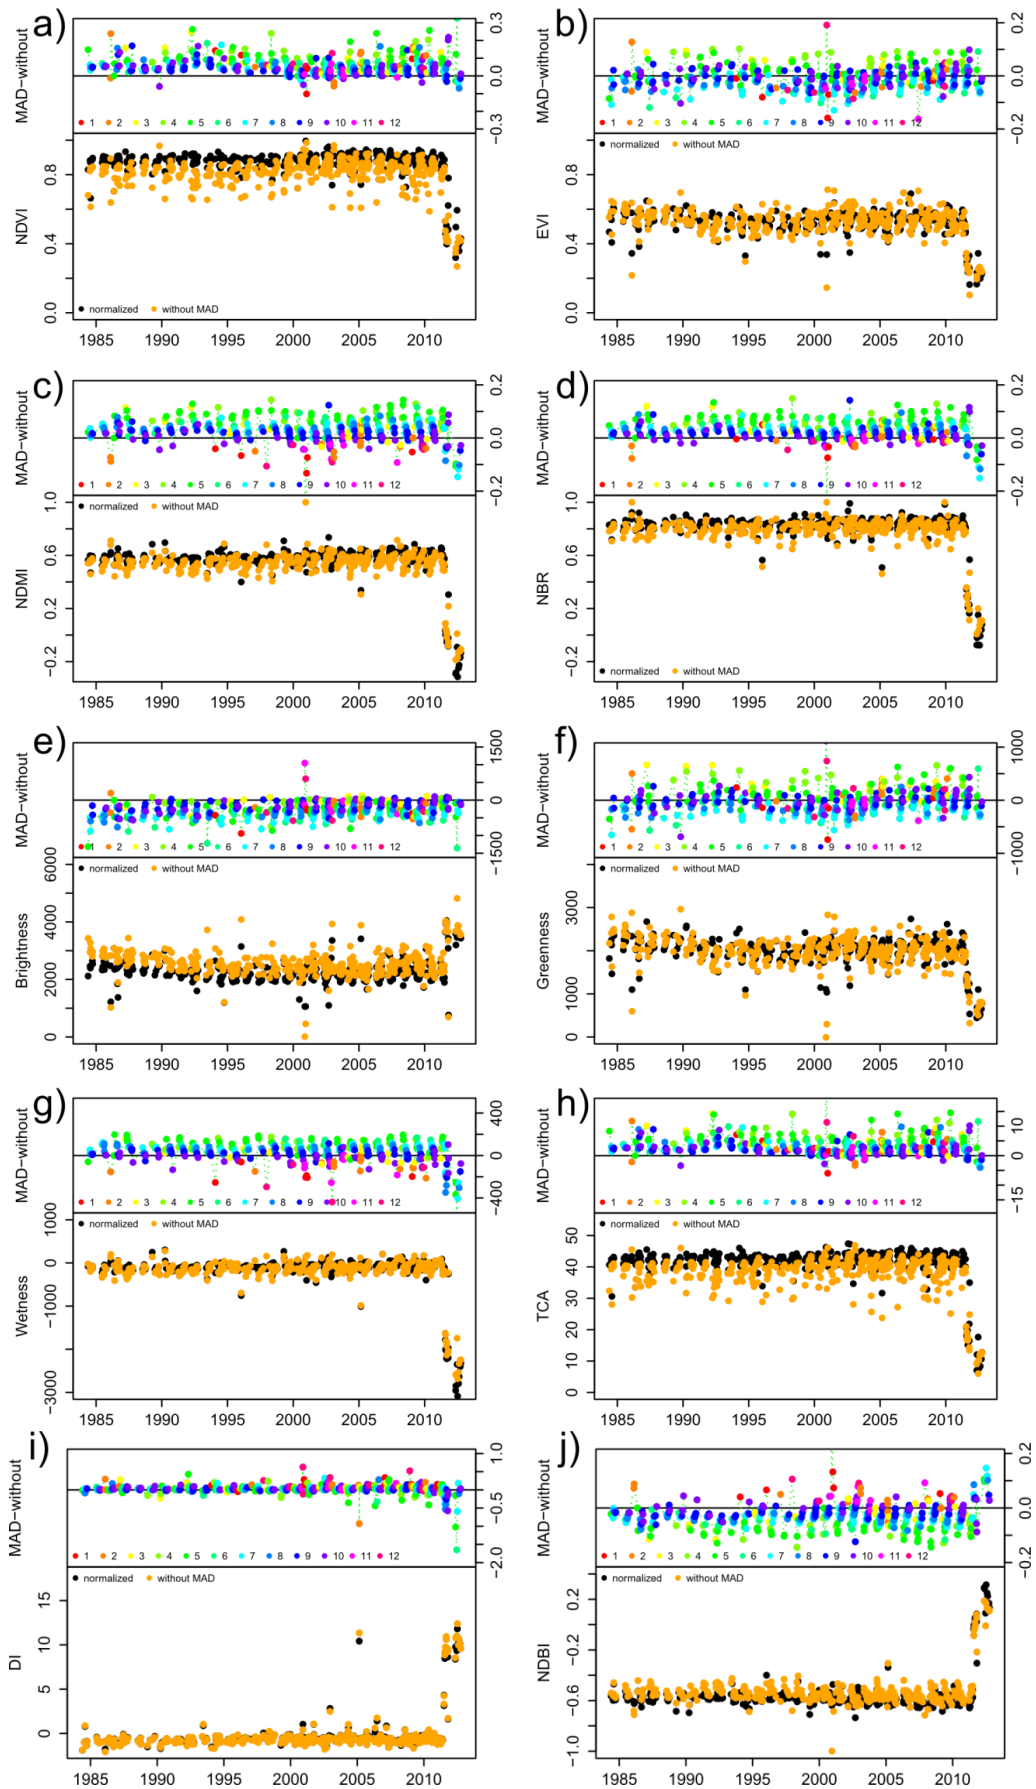 a)
MAD−without
0.3
0.0
−0.3
1 2 3 4 5 6 7 8 9 10 11 12
NDVI
0.8
0.4
0.0
normalized without MAD
1985 1990 1995 2000 2005 2010
b)
MAD−without
0.2
0.0
−0.2
1 2 3 4 5 6 7 8 9 10 11 12
normalized without MAD
EVI
0.8
0.4
0.0
1985 1990 1995 2000 2005 2010
c)
MAD−without
0.2
0.0
−0.2
1 2 3 4 5 6 7 8 9 10 11 12
normalized without MAD
NDMI
1.0
0.6
0.2
−0.2
1985 1990 1995 2000 2005 2010
d)
MAD−without
0.2
0.0
−0.2
1 2 3 4 5 6 7 8 9 10 11 12
NBR
1.0
0.6
0.2
−0.2
normalized without MAD
1985 1990 1995 2000 2005 2010
e)
MAD−without
1500
0
−1500
1 2 3 4 5 6 7 8 9 10 11 12
normalized without MAD
Brightness
6000
4000
2000
0
1985 1990 1995 2000 2005 2010
f)
MAD−without
1000
0
−1000
1 2 3 4 5 6 7 8 9 10 11 12
normalized without MAD
Greenness
3000
1000
0
1985 1990 1995 2000 2005 2010
g)
MAD−without
400
0
−400
1 2 3 4 5 6 7 8 9 10 11 12
normalized without MAD
Wetness
1000
0
−1000
−3000
1985 1990 1995 2000 2005 2010
h)
MAD−without
10
0
−15
1 2 3 4 5 6 7 8 9 10 11 12
normalized without MAD
TCA
50
40
30
20
10
0
1985 1990 1995 2000 2005 2010
i)
MAD−without
1.0
−0.5
−2.0
1 2 3 4 5 6 7 8 9 10 11 12
normalized without MAD
DI
15
10
5
0
1985 1990 1995 2000 2005 2010
j)
MAD−without
0.2
0.0
−0.2
1 2 3 4 5 6 7 8 9 10 11 12
normalized without MAD
NDBI
0.2
−0.2
−0.6
−1.0
1985 1990 1995 2000 2005 2010